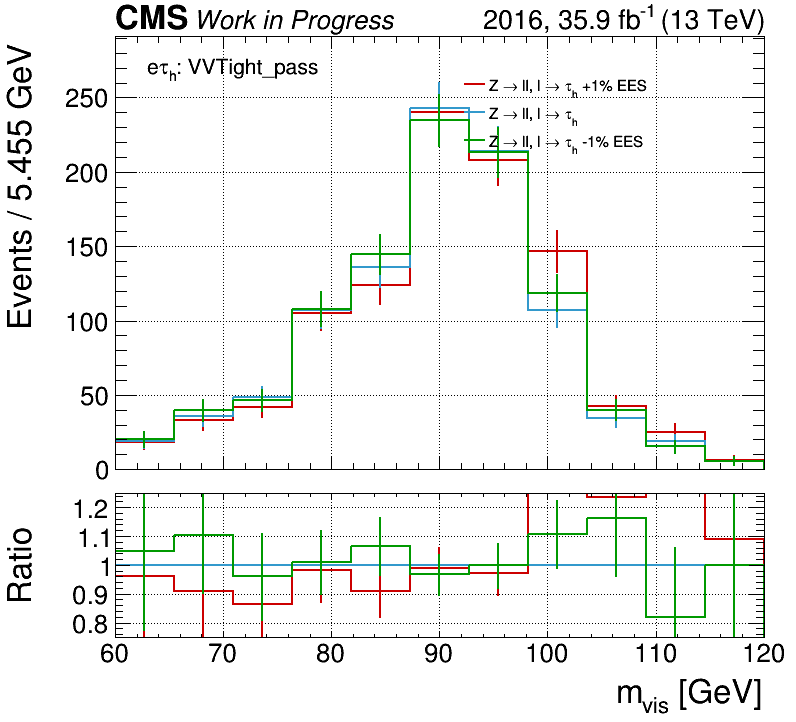 CMS Work in Progress 2016, 35.9 fb⁻¹ (13 TeV)
eτₕ: VVTight_pass
Z → ll, l → τₕ +1% EES
Z → ll, l → τₕ
Z → ll, l → τₕ -1% EES
Events / 5.455 GeV
250
200
150
100
50
0
Ratio
1.2
1.1
1
0.9
0.8
60 70 80 90 100 110 120
m_vis [GeV]